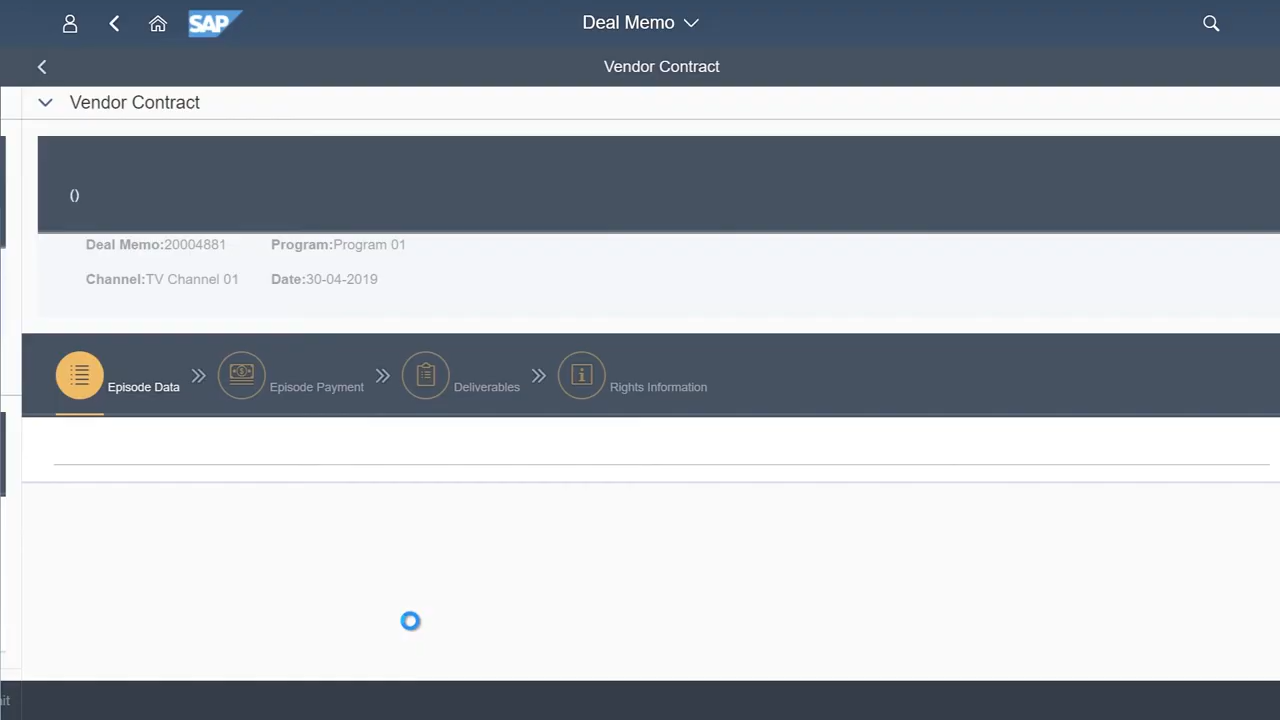 SAP
Deal Memo
Vendor Contract
Vendor Contract
()
Deal Memo:20004881 Program:Program 01
Channel:TV Channel 01 Date:30-04-2019
Episode Data Episode Payment Deliverables Rights Information